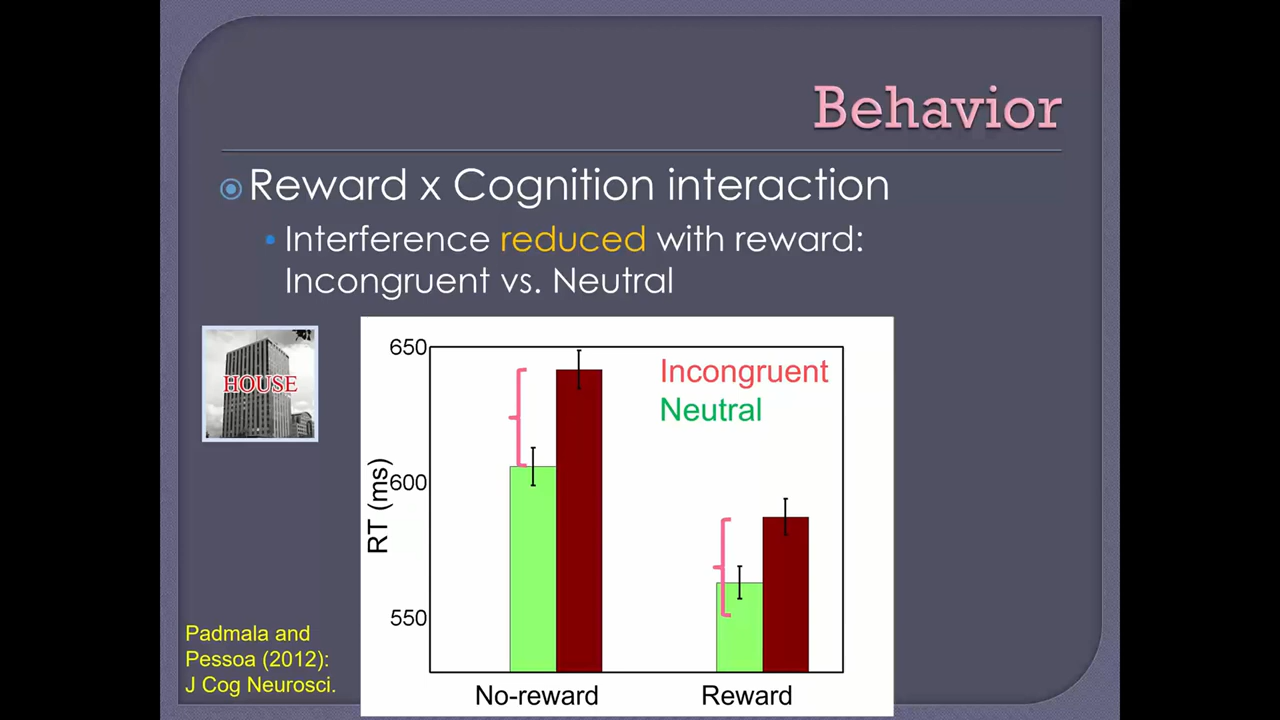 Behavior
Reward x Cognition interaction
Interference reduced with reward:
Incongruent vs. Neutral
HOUSE
650
600
550
RT (ms)
Incongruent
Neutral
No-reward
Reward
Padmala and
Pessoa (2012):
J Cog Neurosci.